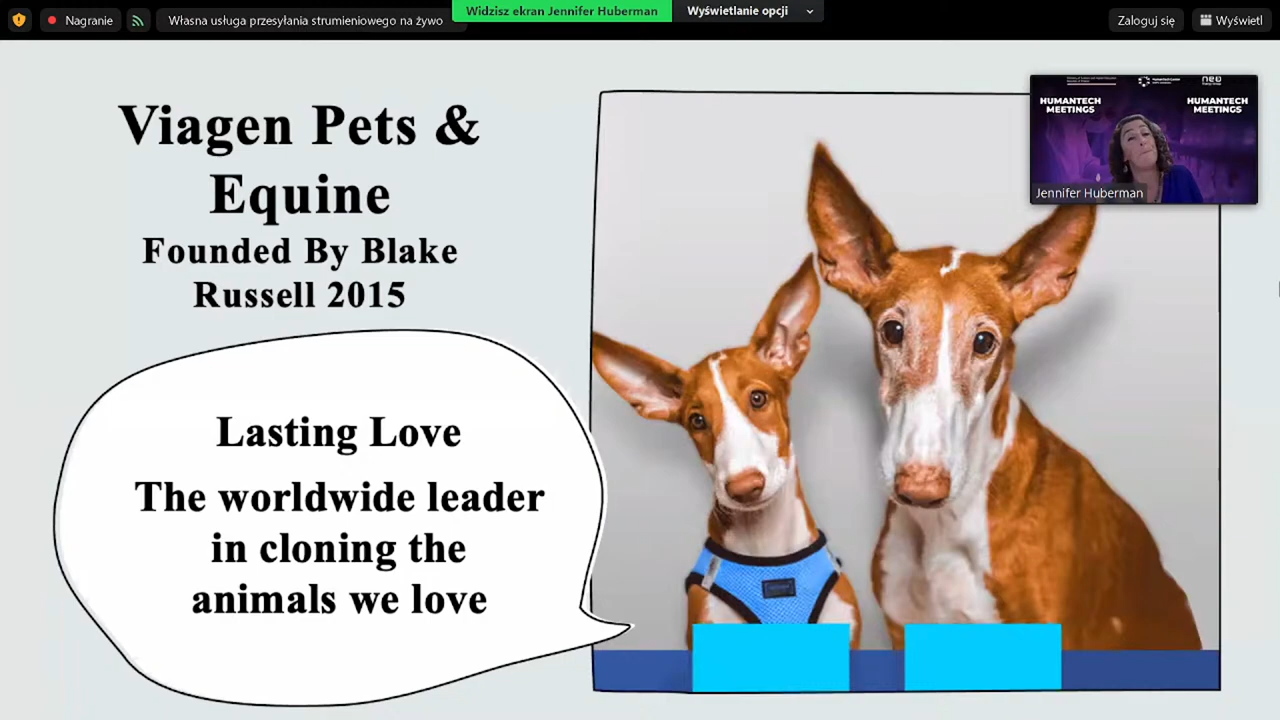 Nagranie
Własna usługa przesyłania strumieniowego na żywo
Widzisz ekran Jennifer Huberman
Wyświetlanie opcji
Zaloguj się
Wyświetl
HUMANTECH
MEETINGS
HUMANTECH
MEETINGS
Jennifer Huberman
Viagen Pets &
Equine
Founded By Blake
Russell 2015
Lasting Love
The worldwide leader
in cloning the
animals we love